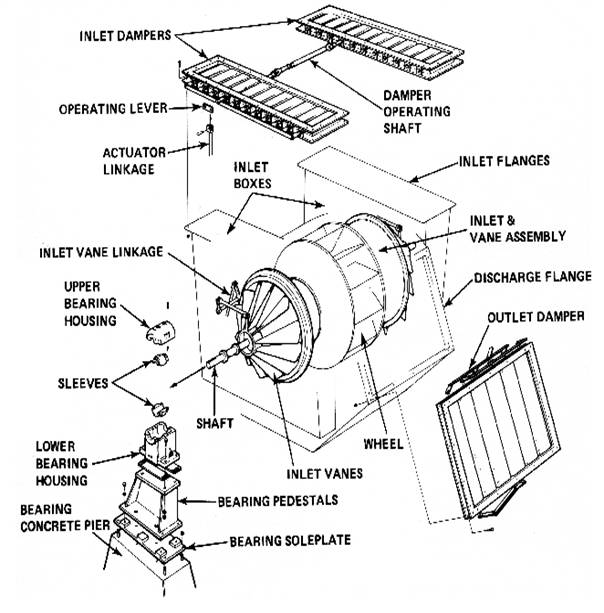 INLET DAMPERS
OPERATING LEVER
ACTUATOR
LINKAGE
DAMPER
OPERATING
SHAFT
INLET
BOXES
INLET FLANGES
INLET &
VANE ASSEMBLY
INLET VANE LINKAGE
DISCHARGE FLANGE
UPPER
BEARING
HOUSING
OUTLET DAMPER
SLEEVES
SHAFT
WHEEL
LOWER
BEARING
HOUSING
INLET VANES
BEARING PEDESTALS
BEARING
CONCRETE PIER
BEARING SOLEPLATE